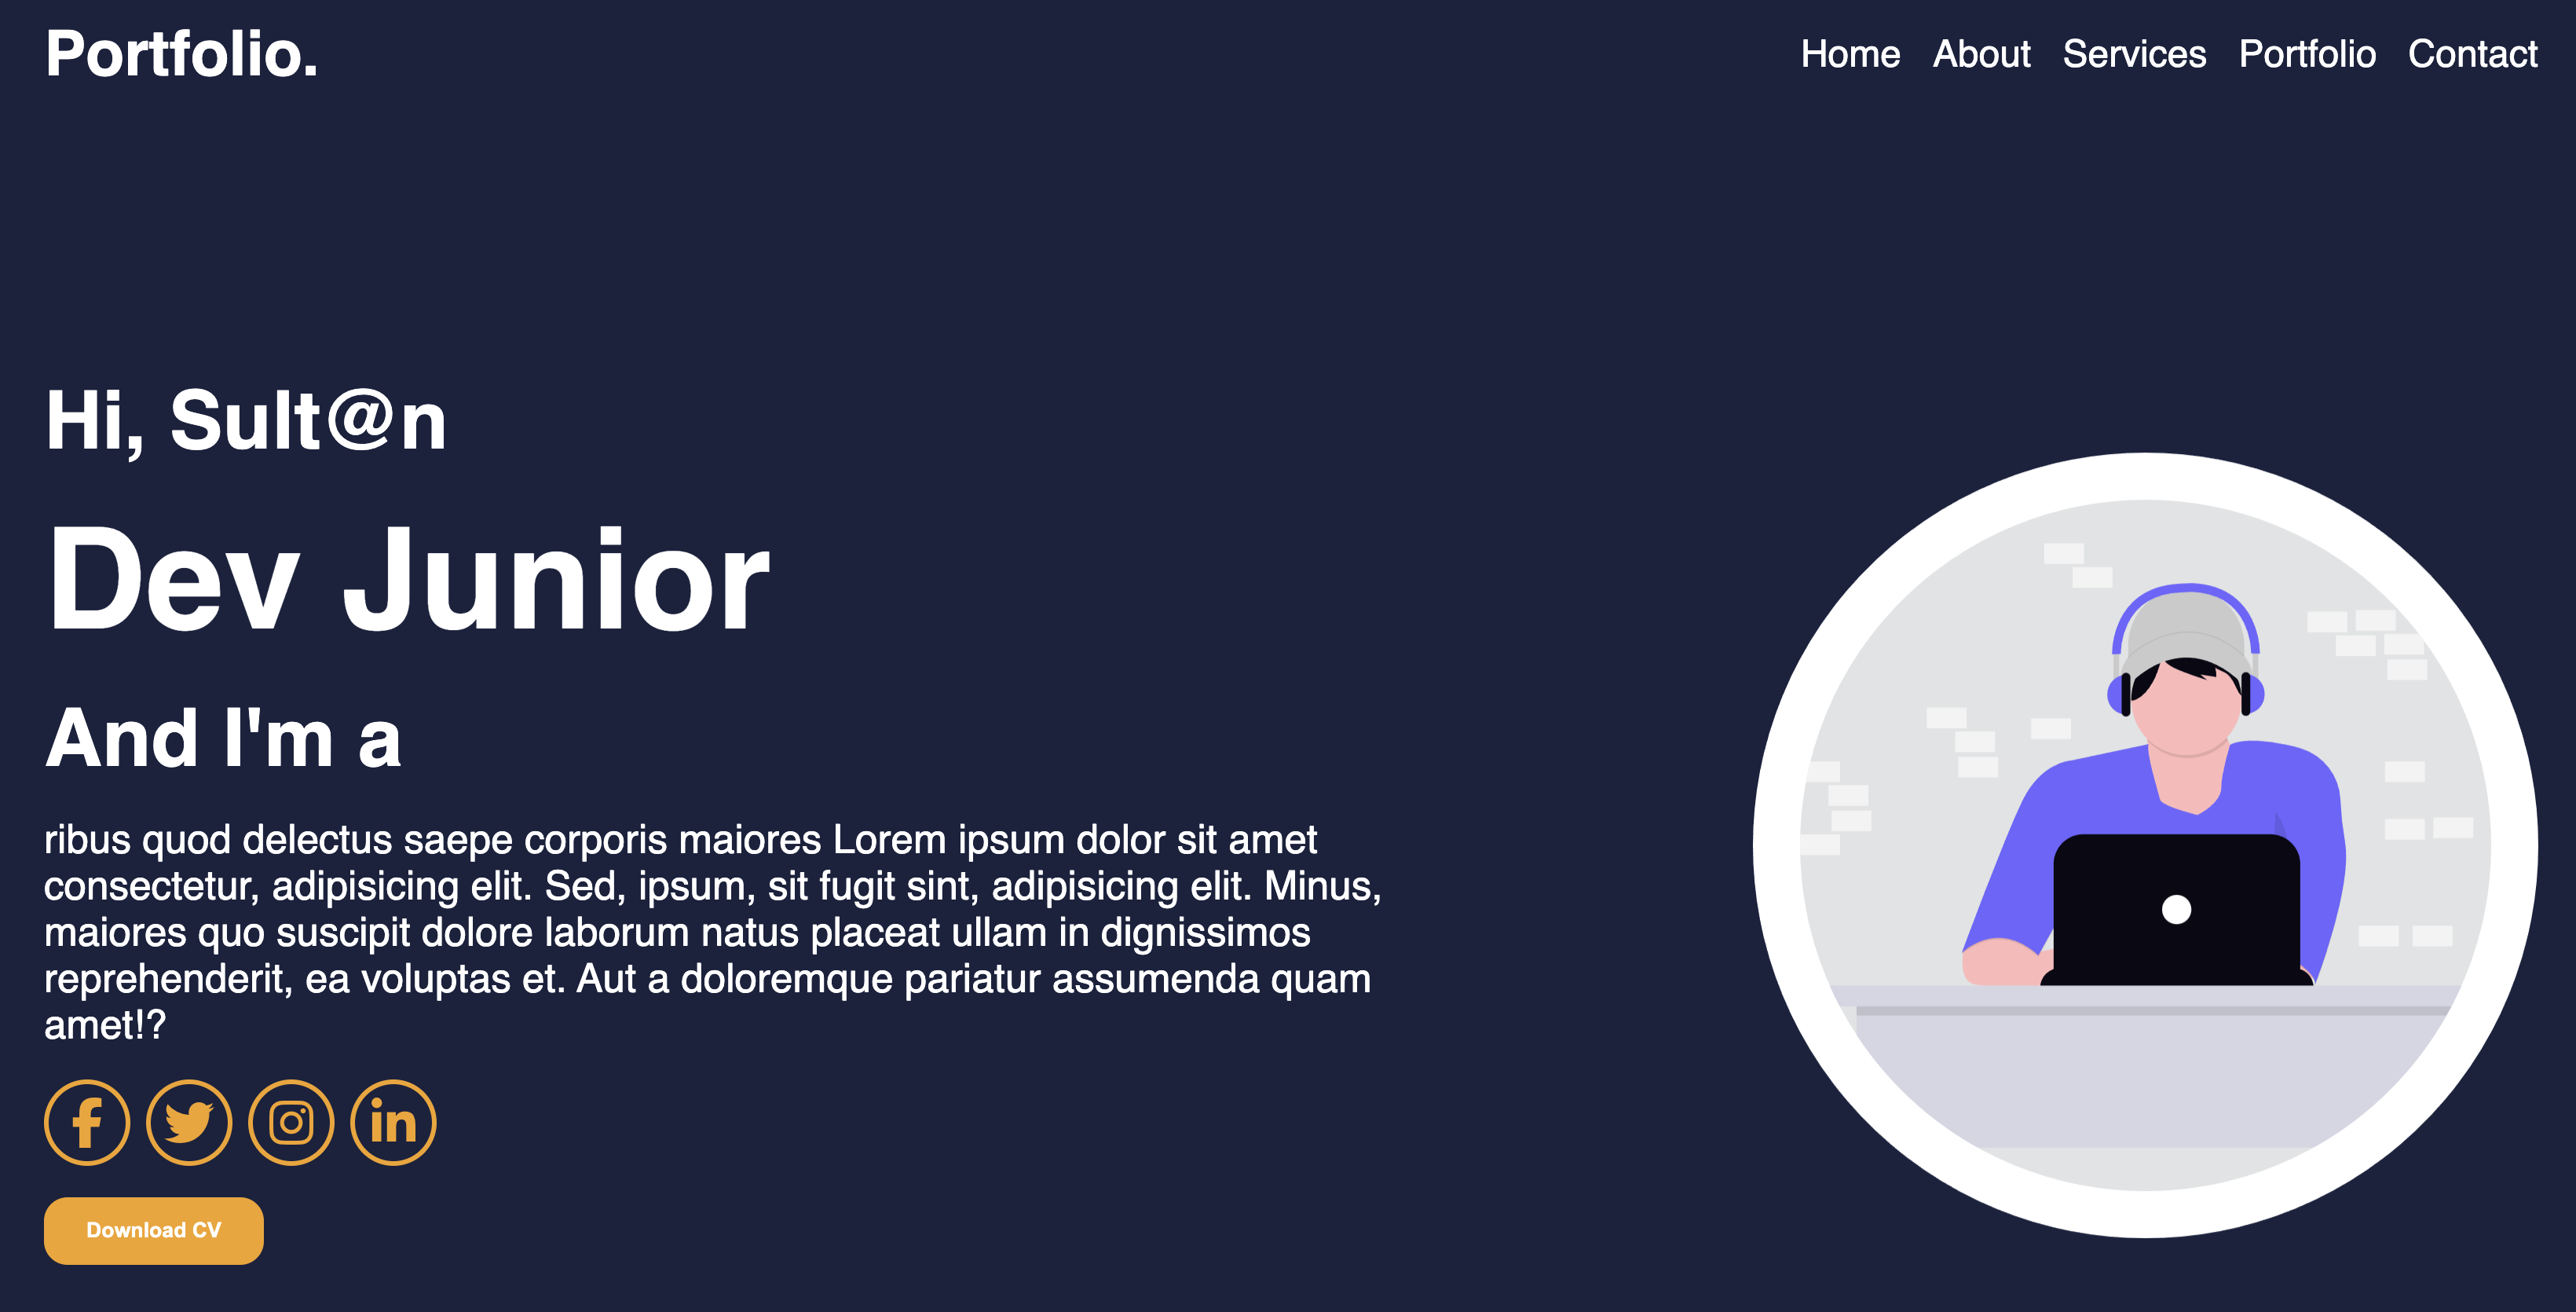 Portfolio.
Home About Services Portfolio Contact
Hi, Sult@n
Dev Junior
And I'm a
ribus quod delectus saepe corporis maiores Lorem ipsum dolor sit amet
consectetur, adipisicing elit. Sed, ipsum, sit fugit sint, adipisicing elit. Minus,
maiores quo suscipit dolore laborum natus placeat ullam in dignissimos
reprehenderit, ea voluptas et. Aut a doloremque pariatur assumenda quam
amet!?
Download CV